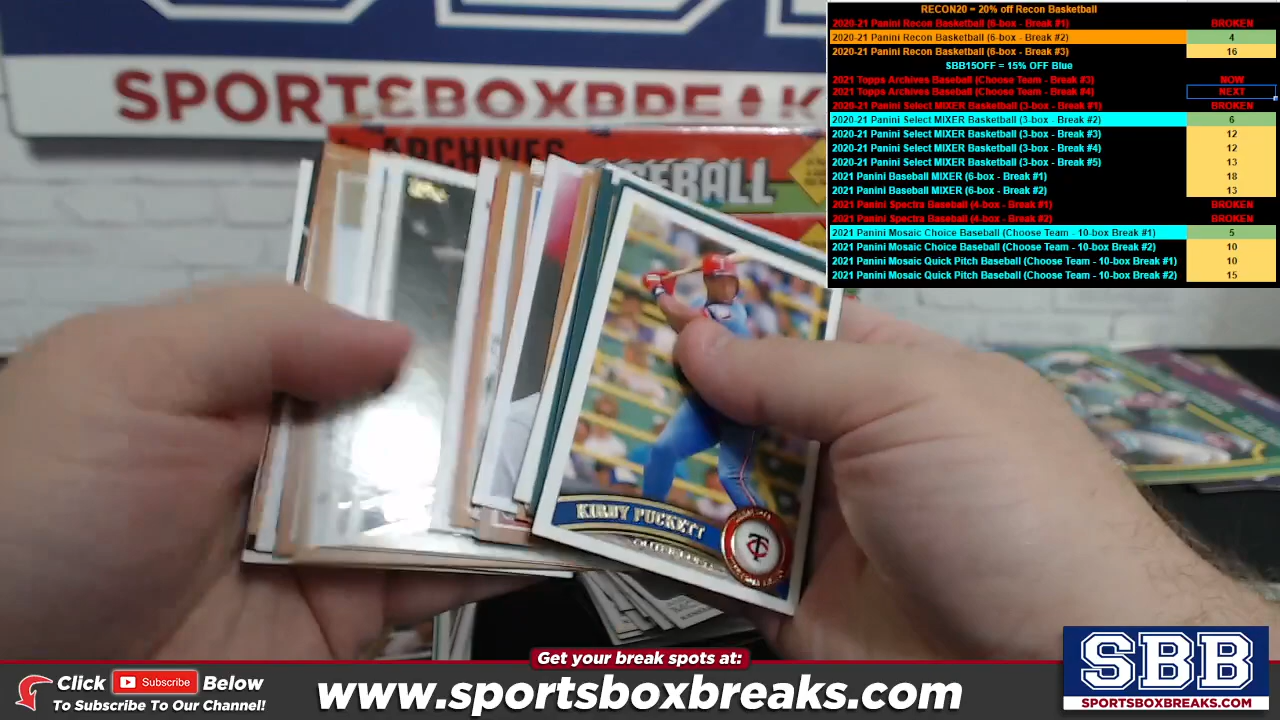 RECON20 = 20% off Recon Basketball
2020-21 Panini Recon Basketball (6-box - Break #1) BROKEN
2020-21 Panini Recon Basketball (6-box - Break #2) 4
2020-21 Panini Recon Basketball (6-box - Break #3) 16
SBB15OFF = 15% OFF Blue
2021 Topps Archives Baseball (Choose Team - Break #3) NOW
2021 Topps Archives Baseball (Choose Team - Break #4) NEXT
2020-21 Panini Select MIXER Basketball (3-box - Break #1) BROKEN
2020-21 Panini Select MIXER Basketball (3-box - Break #2) 6
2020-21 Panini Select MIXER Basketball (3-box - Break #3) 12
2020-21 Panini Select MIXER Basketball (3-box - Break #4) 12
2020-21 Panini Select MIXER Basketball (3-box - Break #5) 13
2021 Panini Baseball MIXER (6-box - Break #1) 18
2021 Panini Baseball MIXER (6-box - Break #2) 13
2021 Panini Spectra Baseball (4-box - Break #1) BROKEN
2021 Panini Spectra Baseball (4-box - Break #2) BROKEN
2021 Panini Mosaic Choice Baseball (Choose Team - 10-box Break #1) 5
2021 Panini Mosaic Choice Baseball (Choose Team - 10-box Break #2) 10
2021 Panini Mosaic Quick Pitch Baseball (Choose Team - 10-box Break #1) 10
2021 Panini Mosaic Quick Pitch Baseball (Choose Team - 10-box Break #2) 15
SPORTSBOXBREAK
ARCHIVES BASEBALL
KIRBY PUCKETT
OUTFIELD
Get your break spots at:
Click Subscribe Below
To Subscribe To Our Channel!
www.sportsboxbreaks.com
SBB
SPORTSBOXBREAKS.COM